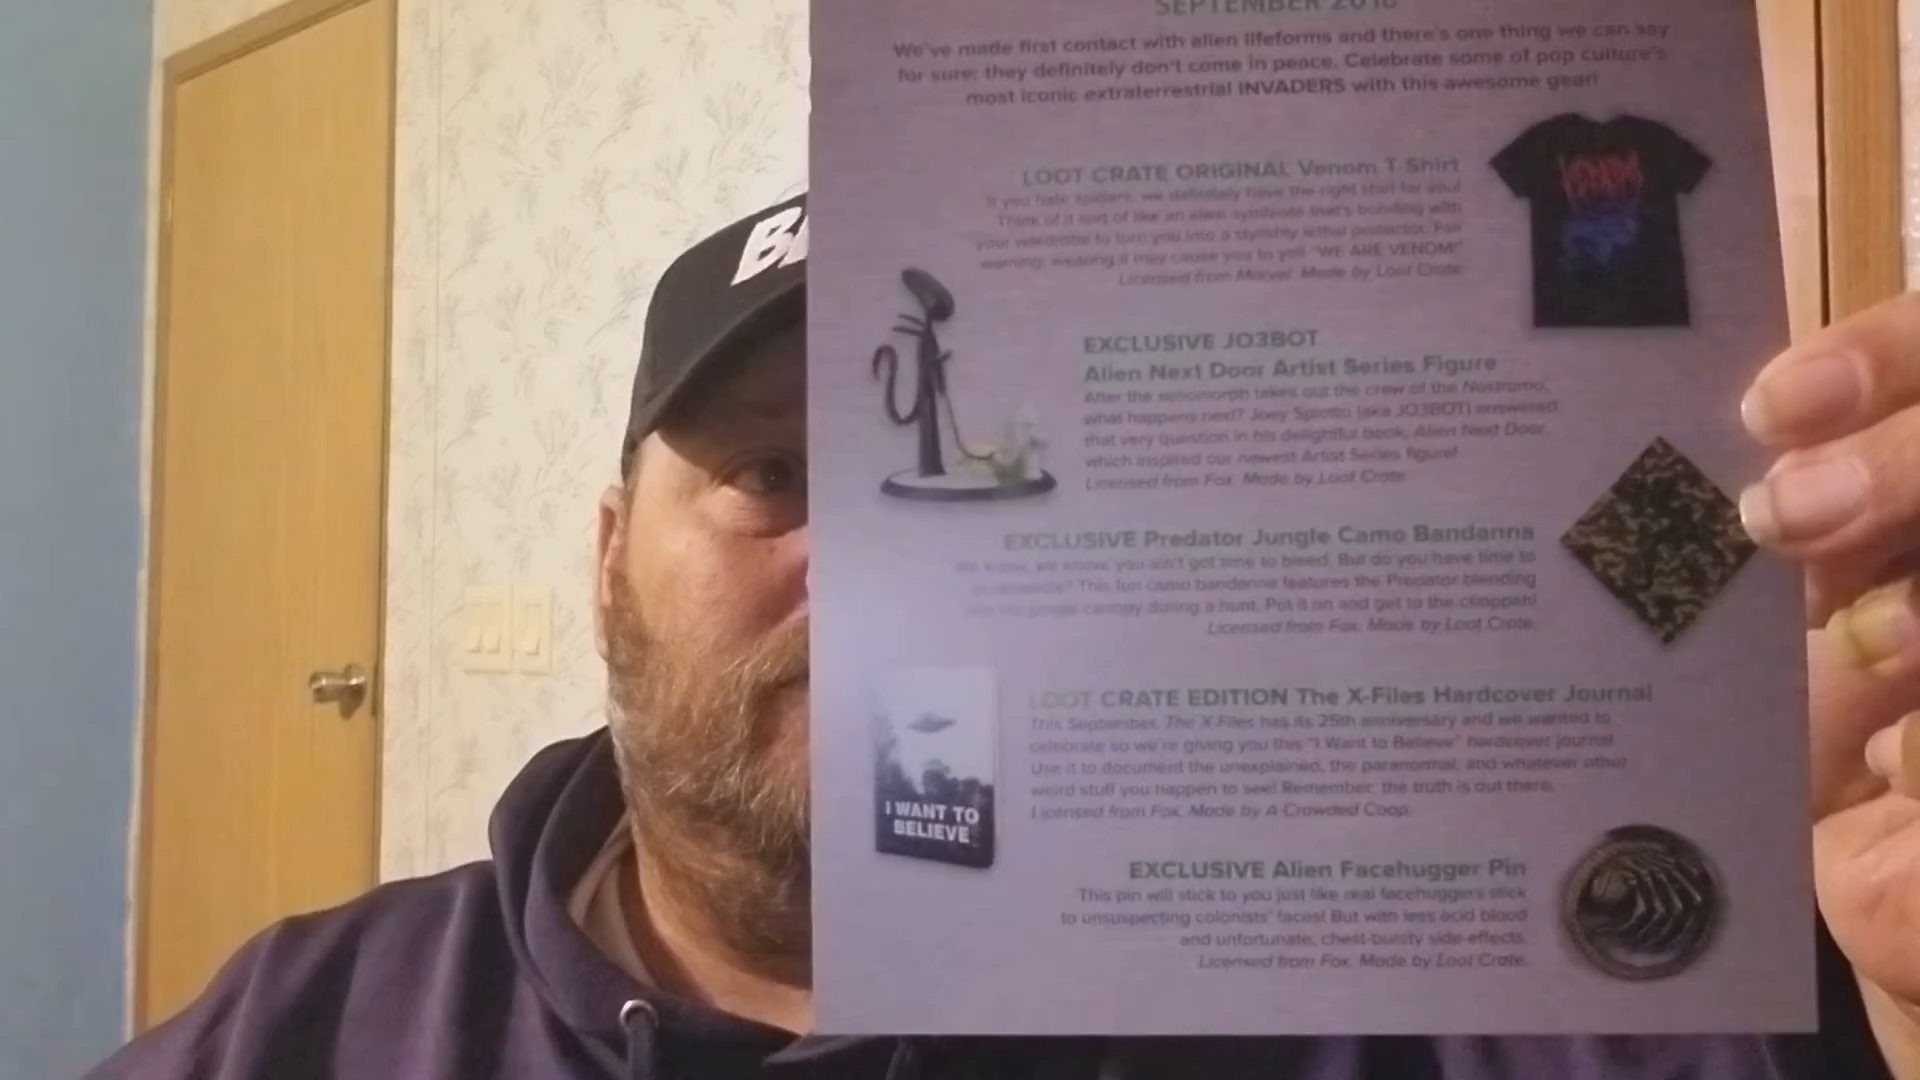 SEPTEMBER 2018
We've made first contact with alien lifeforms and there's one thing we can say
for sure: they definitely don't come in peace. Celebrate some of pop culture's
most iconic extraterrestrial INVADERS with this awesome gear!
LOOT CRATE ORIGINAL Venom T-Shirt
If you hate spiders, we definitely have the right shirt for you!
Think of it sort of like an alien symbiote that's bonding with
your wardrobe to turn you into a stylishly lethal protector. Fair
warning: wearing it may cause you to yell "WE ARE VENOM!"
Licensed from Marvel. Made by Loot Crate.
VENOM
EXCLUSIVE JO3BOT
Alien Next Door Artist Series Figure
After the xenomorph takes out the crew of the Nostromo,
what happens next? Joey Spiotto (aka JO3BOT) answered
that very question in his delightful book, Alien Next Door,
which inspired our newest Artist Series figure!
Licensed from Fox. Made by Loot Crate.
EXCLUSIVE Predator Jungle Camo Bandanna
We know, we know, you ain't got time to bleed. But do you have time to
This fun camo bandanna features the Predator blending
canopy during a hunt. Put it on and get to the choppah!
Licensed from Fox. Made by Loot Crate.
LOOT CRATE EDITION The X-Files Hardcover Journal
This September, The X-Files has its 25th anniversary and we wanted to
celebrate so we're giving you this "I Want to Believe" hardcover journal.
Use it to document the unexplained, the paranormal, and whatever other
weird stuff you happen to see! Remember: the truth is out there.
Licensed from Fox. Made by A Crowded Coop.
I WANT TO
BELIEVE
EXCLUSIVE Alien Facehugger Pin
This pin will stick to you just like real facehuggers stick
to unsuspecting colonists' faces! But with less acid blood
and unfortunate, chest-bursty side-effects.
Licensed from Fox. Made by Loot Crate.